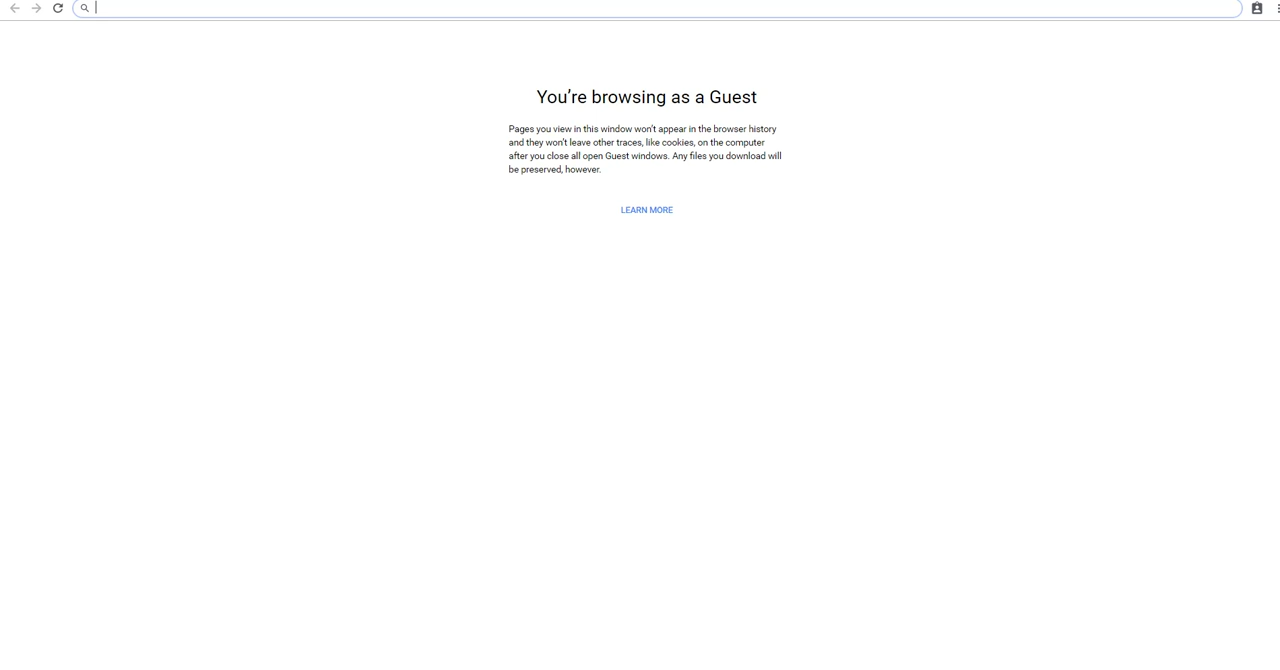 You're browsing as a Guest
Pages you view in this window won't appear in the browser history
and they won't leave other traces, like cookies, on the computer
after you close all open Guest windows. Any files you download will
be preserved, however.
LEARN MORE